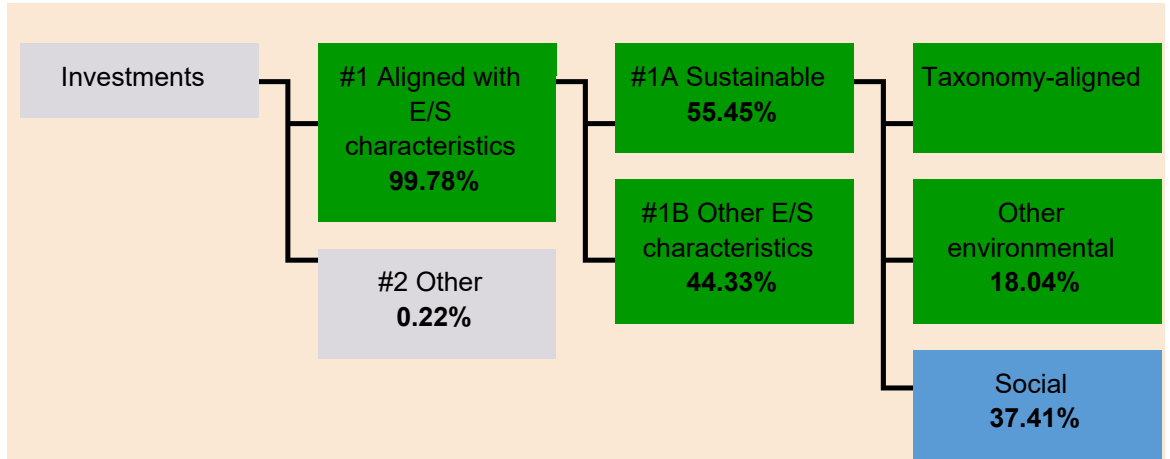 Investments
#1 Aligned with
E/S
characteristics
99.78%
#2 Other
0.22%
#1A Sustainable
55.45%
#1B Other E/S
characteristics
44.33%
Taxonomy-aligned
Other
environmental
18.04%
Social
37.41%